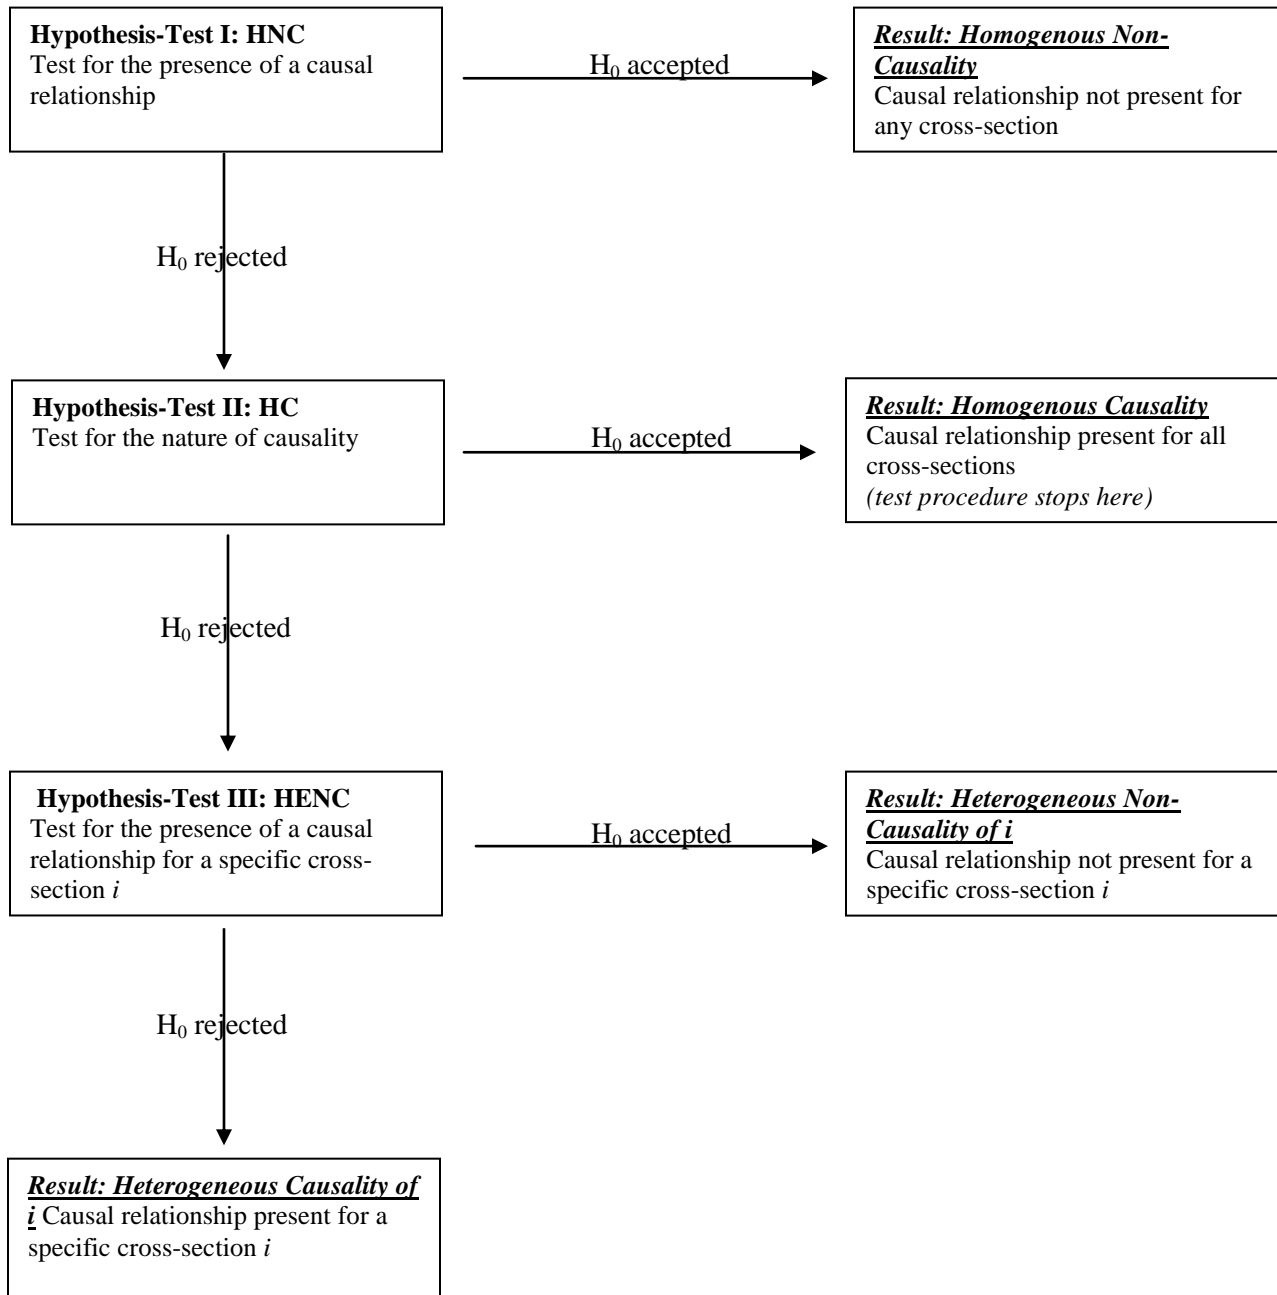 Hypothesis-Test I: HNC
Test for the presence of a causal
relationship
H₀ accepted
Result: Homogenous Non-
Causality
Causal relationship not present for
any cross-section
H₀ rejected
Hypothesis-Test II: HC
Test for the nature of causality
H₀ accepted
Result: Homogenous Causality
Causal relationship present for all
cross-sections
(test procedure stops here)
H₀ rejected
Hypothesis-Test III: HENC
Test for the presence of a causal
relationship for a specific cross-
section i
H₀ accepted
Result: Heterogeneous Non-
Causality of i
Causal relationship not present for a
specific cross-section i
H₀ rejected
Result: Heterogeneous Causality of
i Causal relationship present for a
specific cross-section i